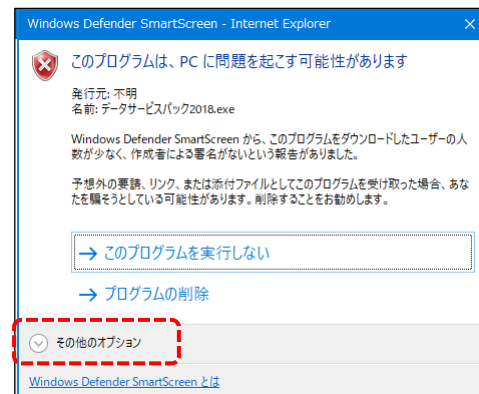 Windows Defender SmartScreen - Internet Explorer
このプログラムは、PC に問題を起こす可能性があります
発行元: 不明
名前: データサービスパック2018.exe
Windows Defender SmartScreen から、このプログラムをダウンロードしたユーザーの人
数が少なく、作成者による署名がないという報告がありました。
予想外の要請、リンク、または添付ファイルとしてこのプログラムを受け取った場合、あな
たを騙そうとしている可能性があります。削除することをお勧めします。
→ このプログラムを実行しない
→ プログラムの削除
その他のオプション
Windows Defender SmartScreen とは